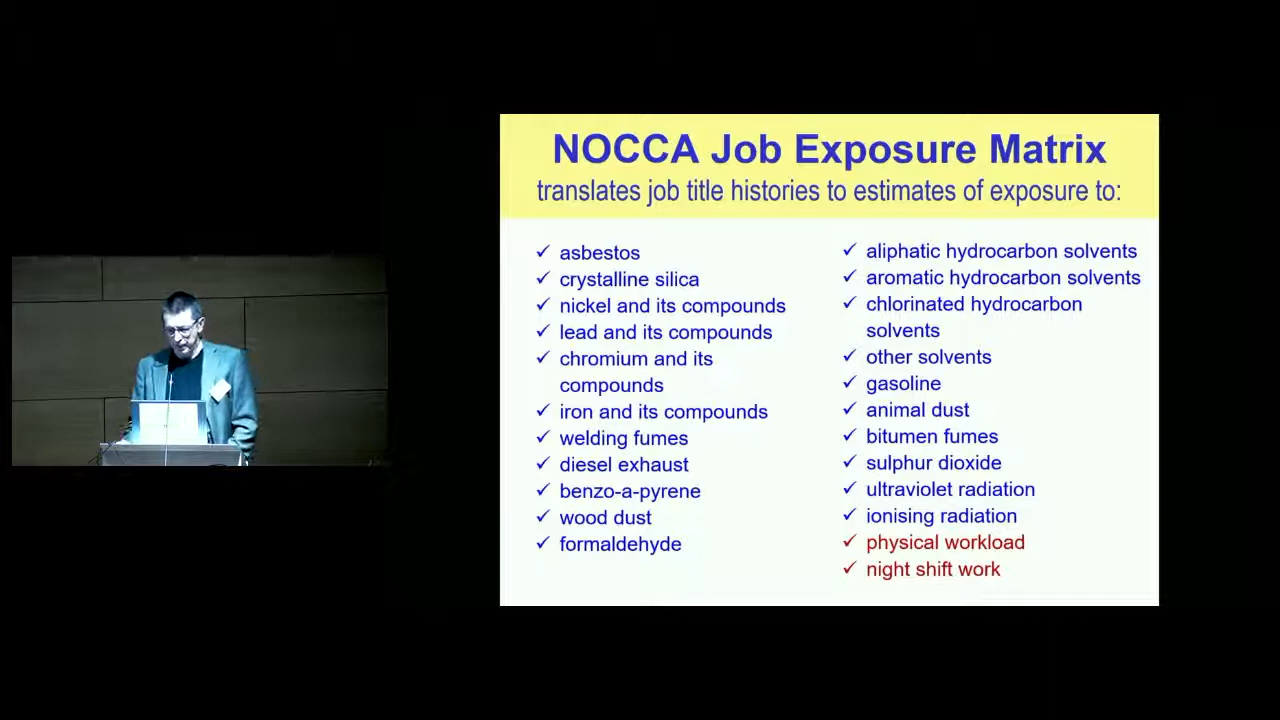 NOCCA Job Exposure Matrix
translates job title histories to estimates of exposure to:
✓ asbestos
✓ crystalline silica
✓ nickel and its compounds
✓ lead and its compounds
✓ chromium and its
compounds
✓ iron and its compounds
✓ welding fumes
✓ diesel exhaust
✓ benzo-a-pyrene
✓ wood dust
✓ formaldehyde
✓ aliphatic hydrocarbon solvents
✓ aromatic hydrocarbon solvents
✓ chlorinated hydrocarbon
solvents
✓ other solvents
✓ gasoline
✓ animal dust
✓ bitumen fumes
✓ sulphur dioxide
✓ ultraviolet radiation
✓ ionising radiation
✓ physical workload
✓ night shift work